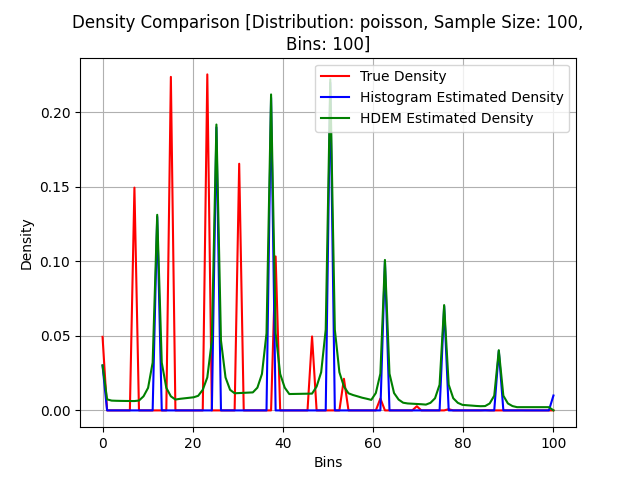 Density Comparison [Distribution: poisson, Sample Size: 100,
Bins: 100]
True Density
Histogram Estimated Density
HDEM Estimated Density
Density
0.20
0.15
0.10
0.05
0.00
0 20 40 60 80 100
Bins